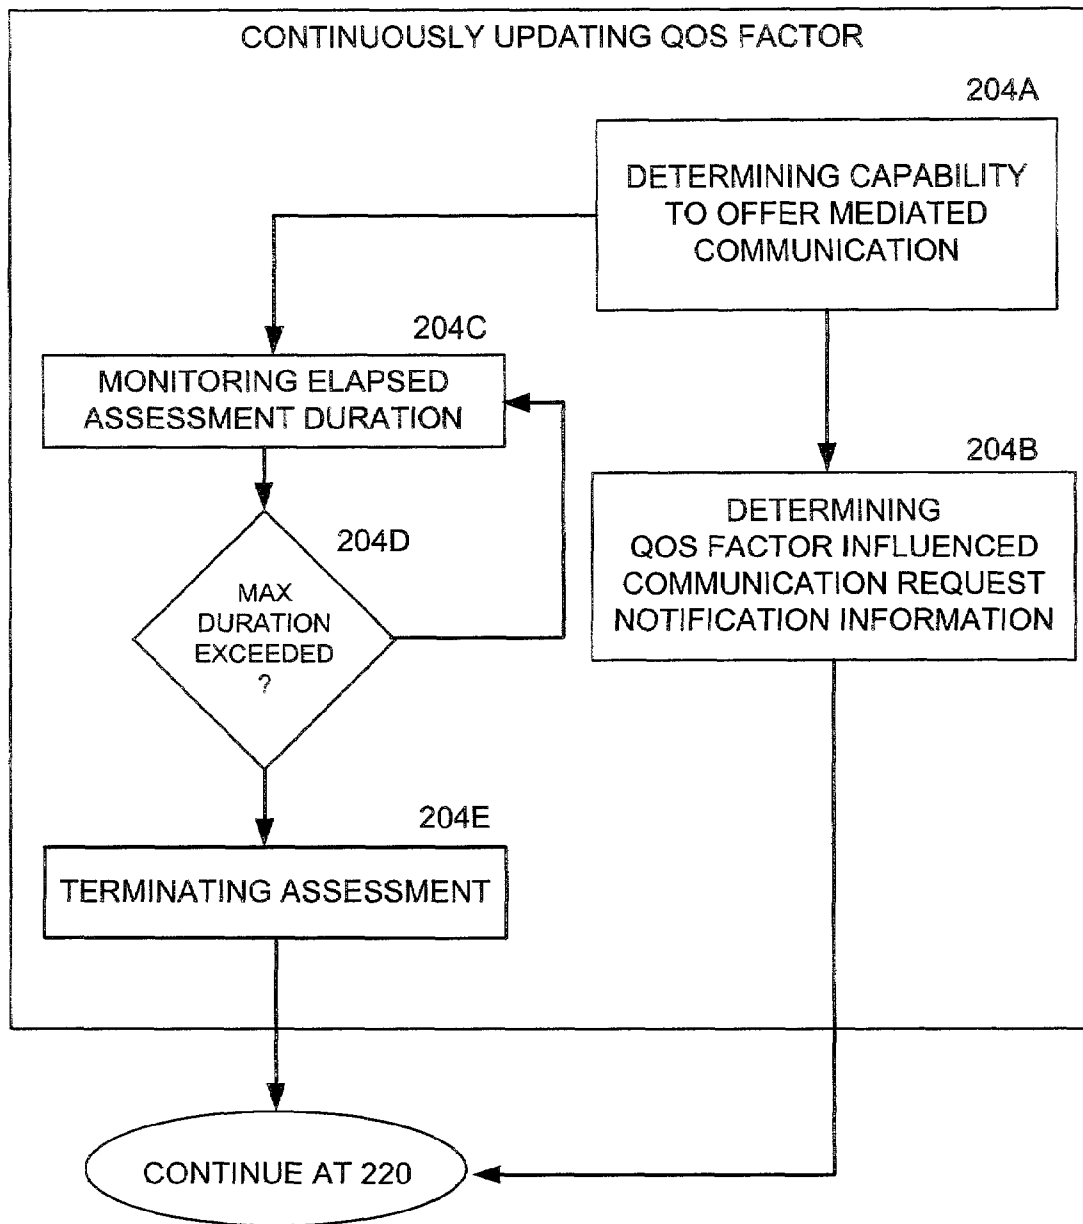 CONTINUOUSLY UPDATING QOS FACTOR
204A
DETERMINING CAPABILITY
TO OFFER MEDIATED
COMMUNICATION
204C
MONITORING ELAPSED
ASSESSMENT DURATION
204B
DETERMINING
QOS FACTOR INFLUENCED
COMMUNICATION REQUEST
NOTIFICATION INFORMATION
204D
MAX
DURATION
EXCEEDED
?
204E
TERMINATING ASSESSMENT
CONTINUE AT 220